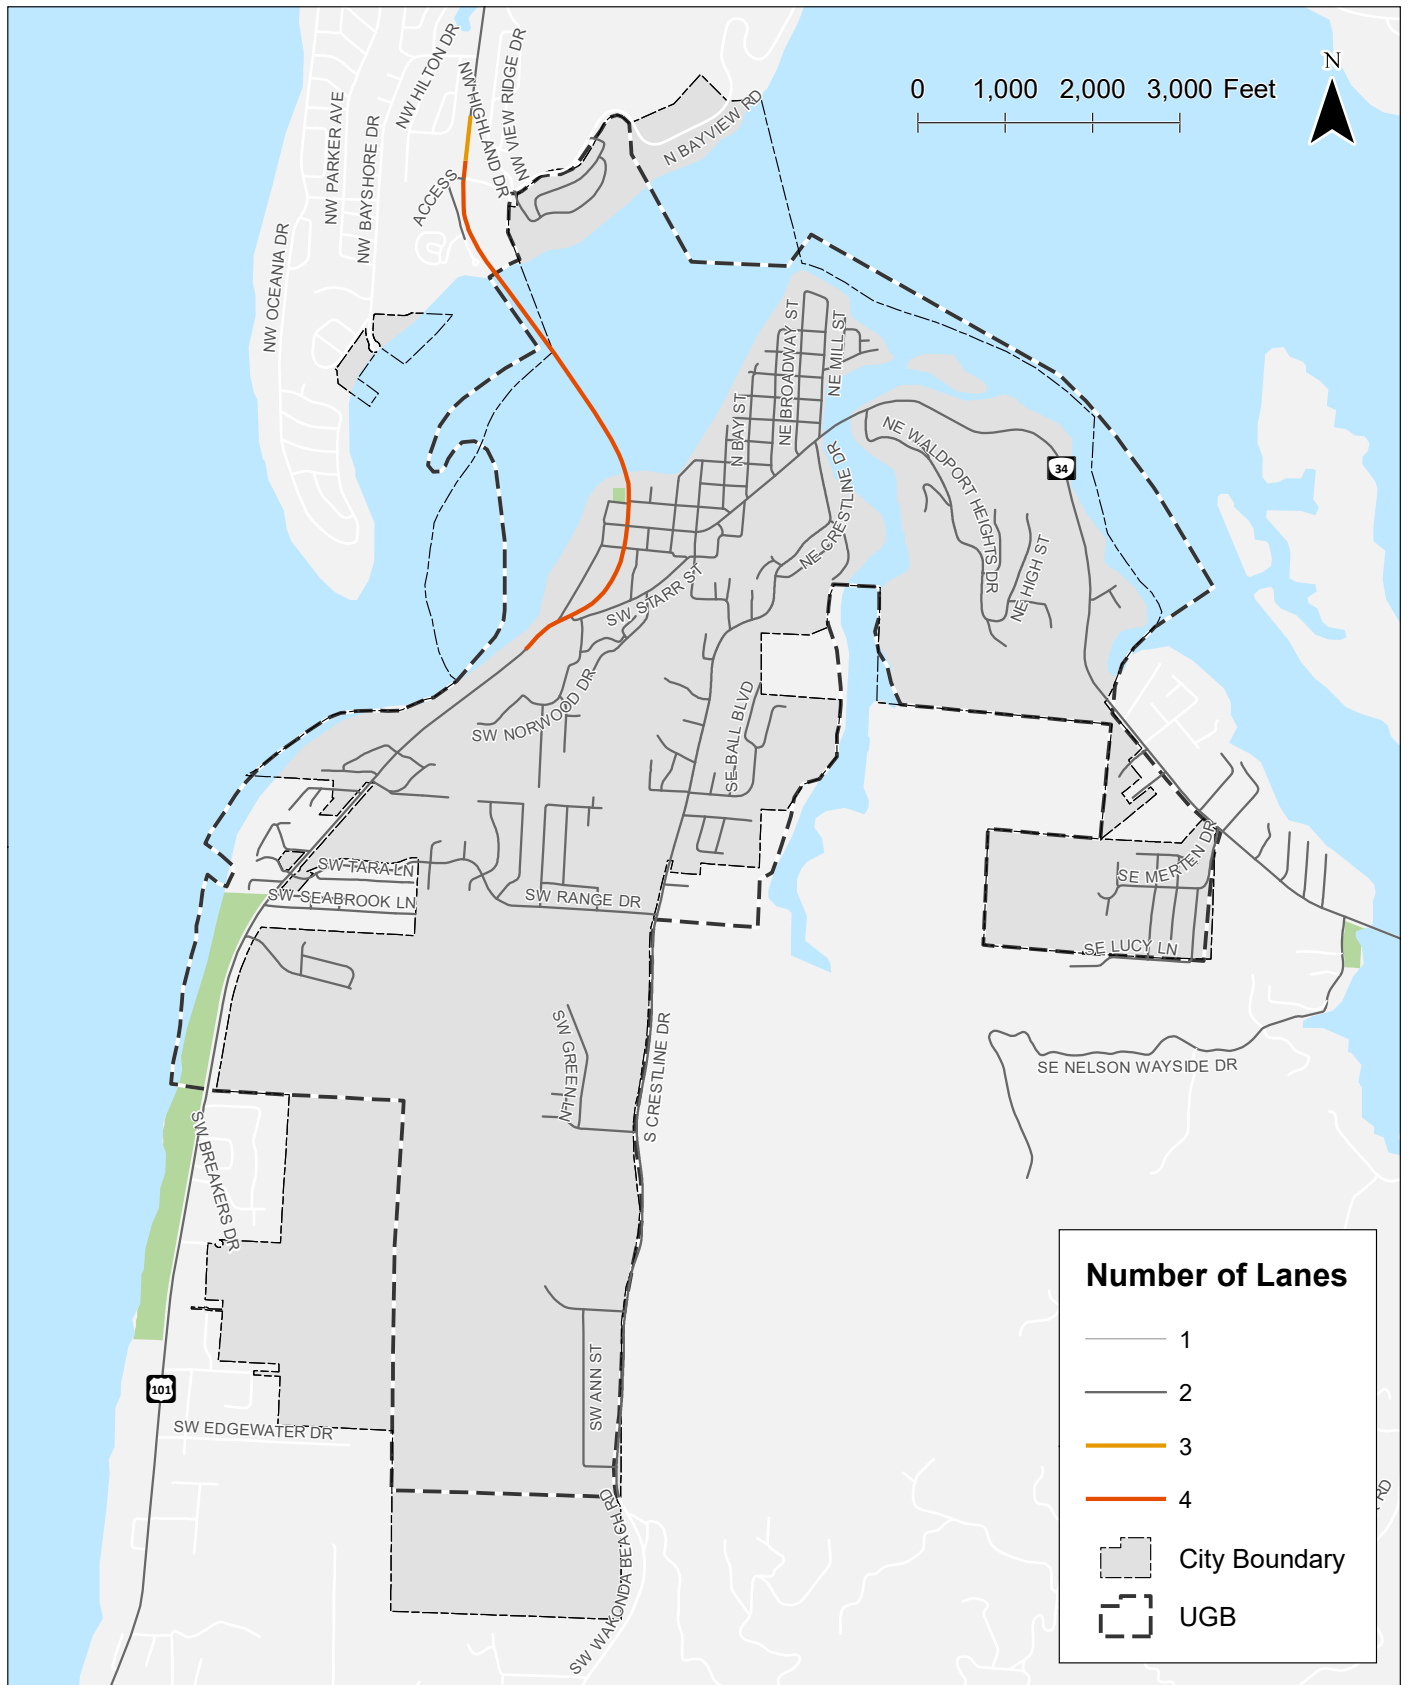 N
0 1,000 2,000 3,000 Feet
NW PARKER AVE
NW BAYSHORE DR
NW HILTON DR
NW HIGHLAND DR
NW VIEW RIDGE DR
N BAYVIEW RD
ACCESS
NW OCEANIA DR
NE BROADWAY ST
NE MILL ST
N BAY ST
NE CRESTLINE DR
NE WALDPORT HEIGHTS DR
34
NE HIGH ST
SW STARR ST
SW NORWOOD DR
SE BALL BLVD
SW TARA LN
SW SEABROOK LN
SW RANGE DR
SE MERTEN DR
SE LUCY LN
SW GREEN LN
S CRESTLINE DR
SE NELSON WAYSIDE DR
SW BREAKERS DR
101
SW ANN ST
SW EDGEWATER DR
SW WAKONDA BEACH RD
RD
Number of Lanes
1
2
3
4
City Boundary
UGB